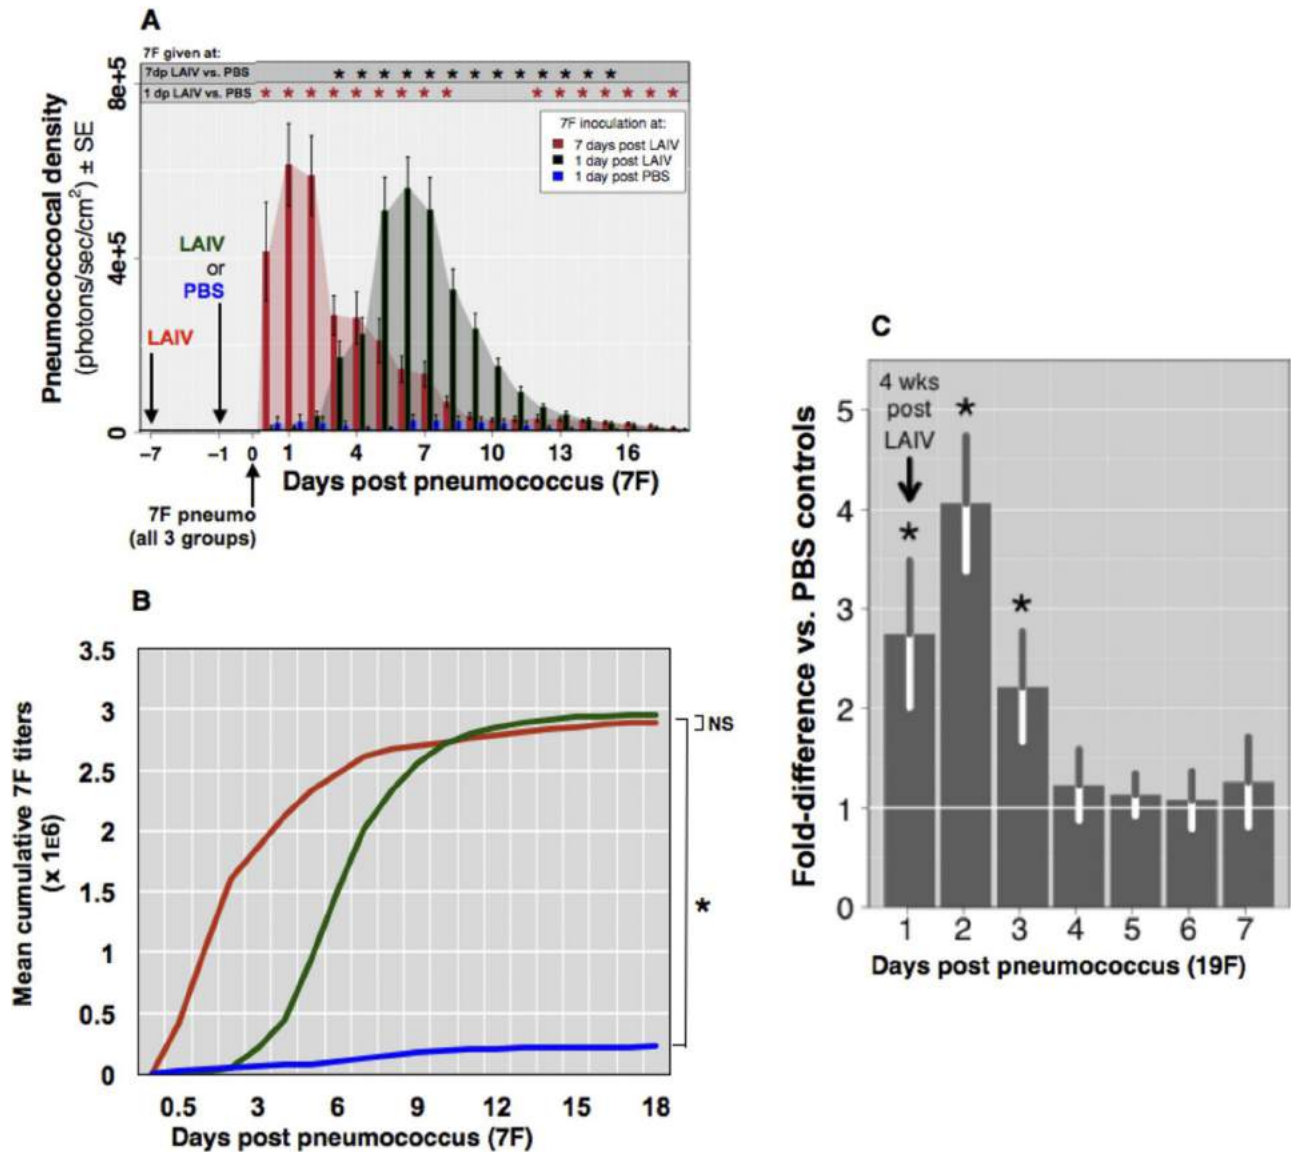 A
7F given at:
7dp LAIV vs. PBS
* * * * * * * * * * * * *
1 dp LAIV vs. PBS
* * * * * * * * * * * * * * * *
8e+5
4e+5
0
Pneumococcal density
(photons/sec/cm²) ± SE
7F inoculation at:
7 days post LAIV
1 day post LAIV
1 day post PBS
LAIV
or
PBS
LAIV
−7 −1 0 1 4 7 10 13 16
Days post pneumococcus (7F)
7F pneumo
(all 3 groups)
B
3.5
3
2.5
2
1.5
1
0.5
0
Mean cumulative 7F titers
(x 1E6)
NS
*
0.5 3 6 9 12 15 18
Days post pneumococcus (7F)
C
4 wks
post
LAIV
* * *
5
4
3
2
1
0
Fold-difference vs. PBS controls
1 2 3 4 5 6 7
Days post pneumococcus (19F)